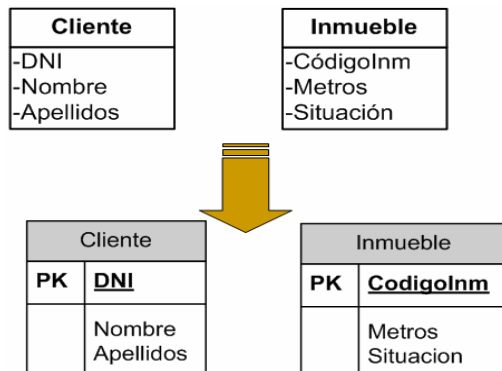 Cliente
-DNI
-Nombre
-Apellidos
Inmueble
-CódigoInm
-Metros
-Situación
Cliente
PK DNI
Nombre
Apellidos
Inmueble
PK CodigoInm
Metros
Situacion